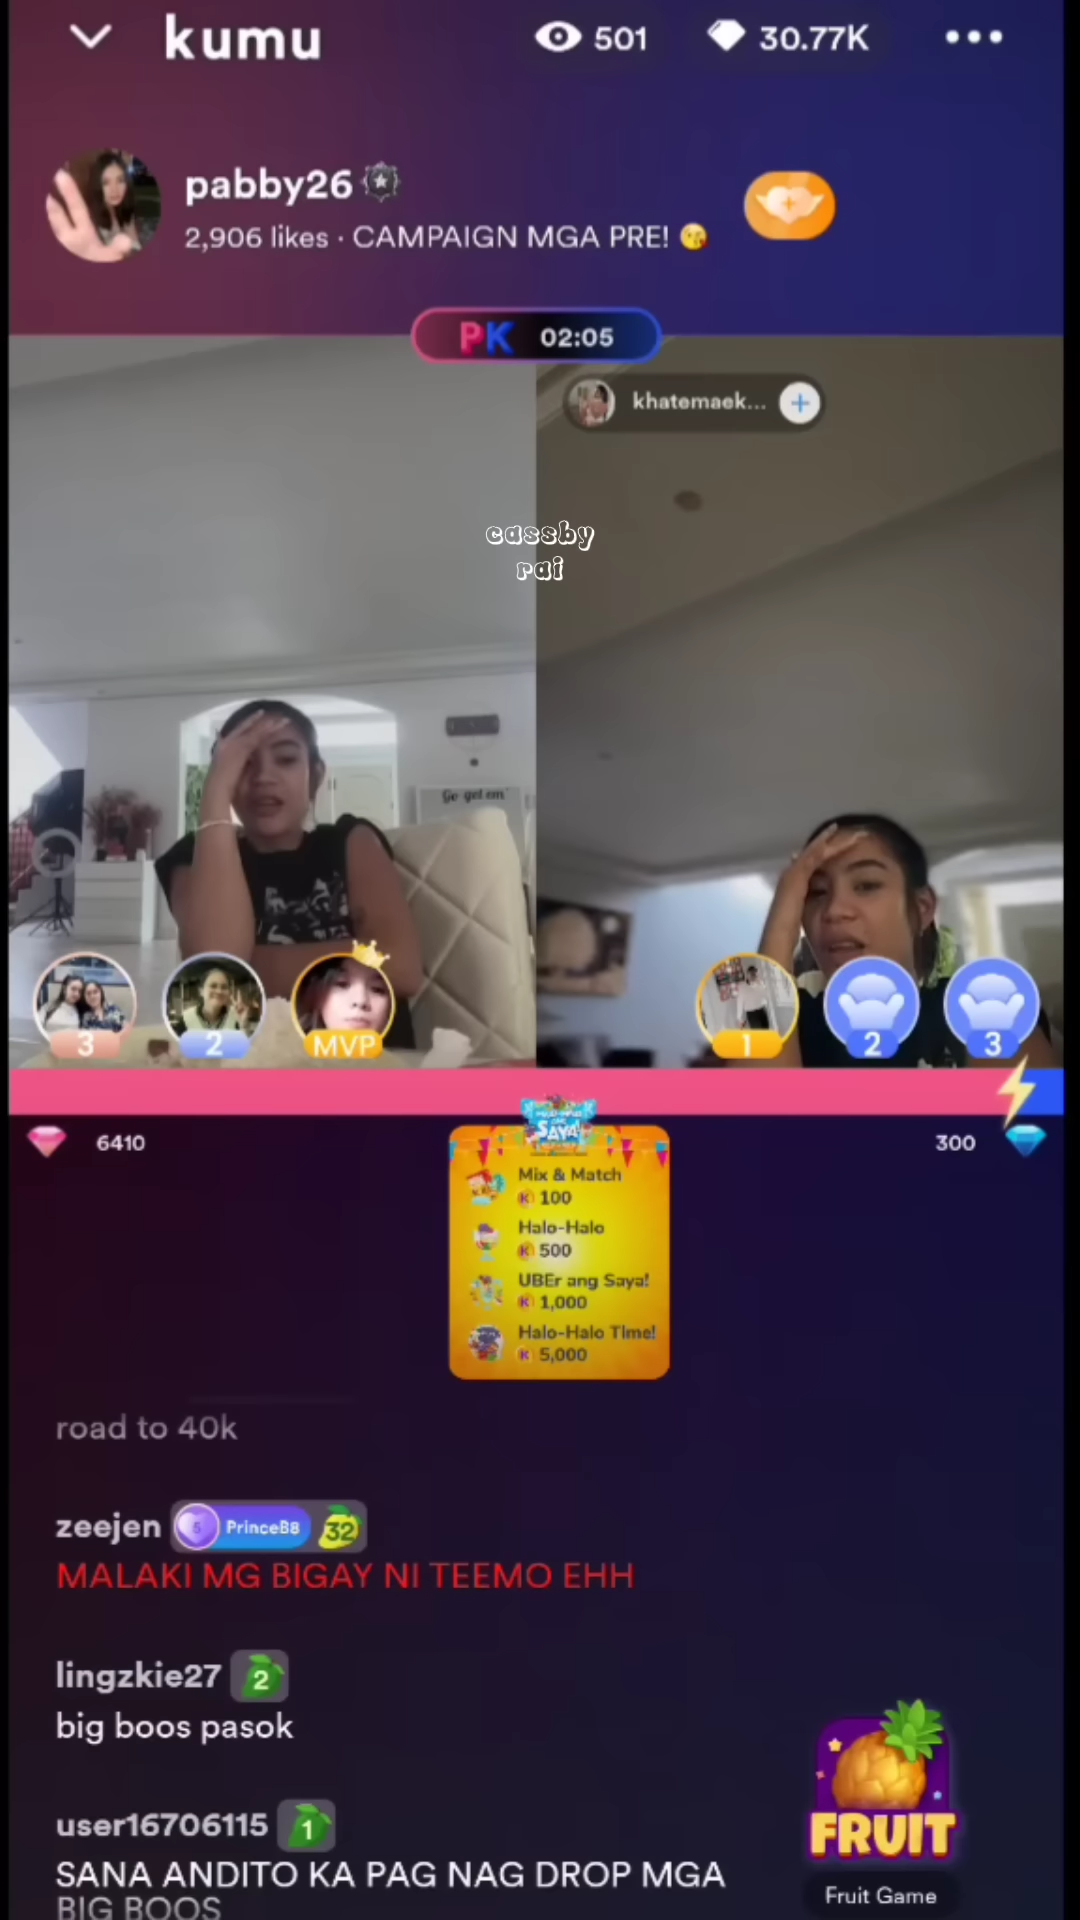 kumu 501 30.77K
pabby26
2,906 likes · CAMPAIGN MGA PRE! 😘
PK 02:05
khatemaek...
cassby
rai
Go get em'
3 2 MVP 1 2 3
6410 300
SAYA!
Mix & Match
K 100
Halo-Halo
K 500
UBEr ang Saya!
K 1,000
Halo-Halo TIme!
K 5,000
road to 40k
zeejen 5 PrinceBB 32
MALAKI MG BIGAY NI TEEMO EHH
lingzkie27 2
big boos pasok
user16706115 1
SANA ANDITO KA PAG NAG DROP MGA
BIG BOOS
FRUIT
Fruit Game